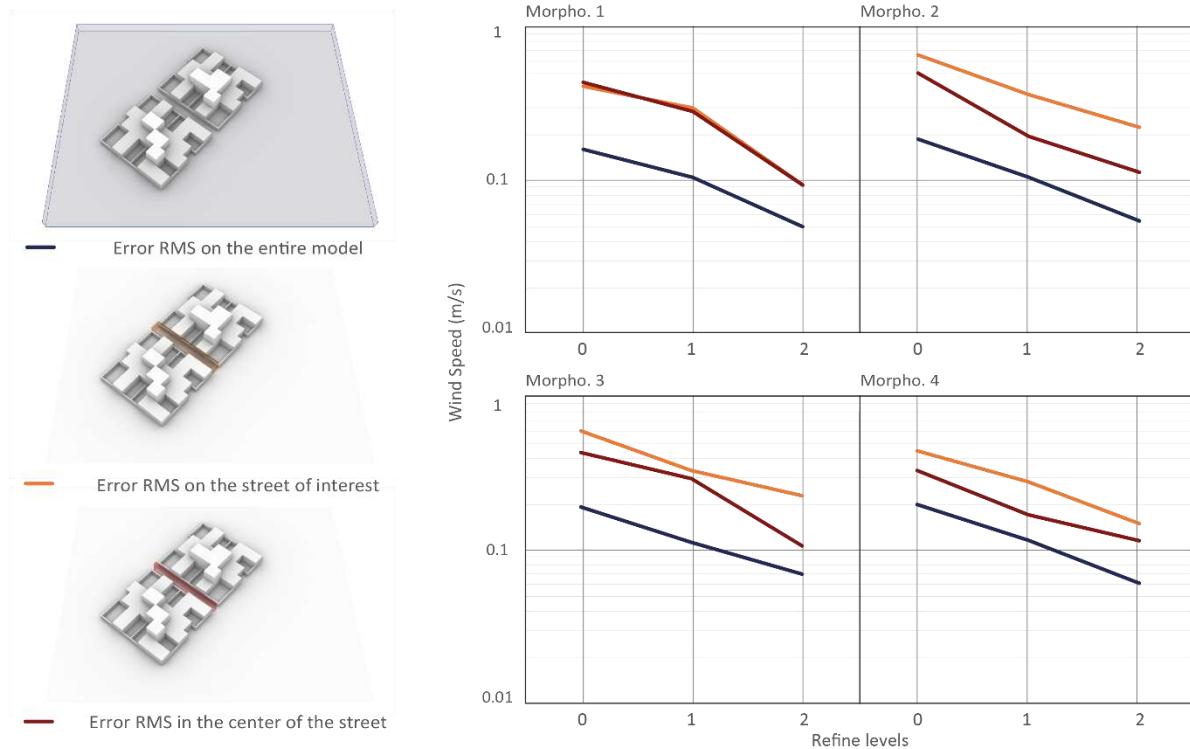 Error RMS on the entire model
Error RMS on the street of interest
Error RMS in the center of the street
Wind Speed (m/s)
Morpho. 1
Morpho. 2
1
0.1
0.01
0 1 2
0 1 2
Morpho. 3
Morpho. 4
1
0.1
0.01
0 1 2
0 1 2
Refine levels